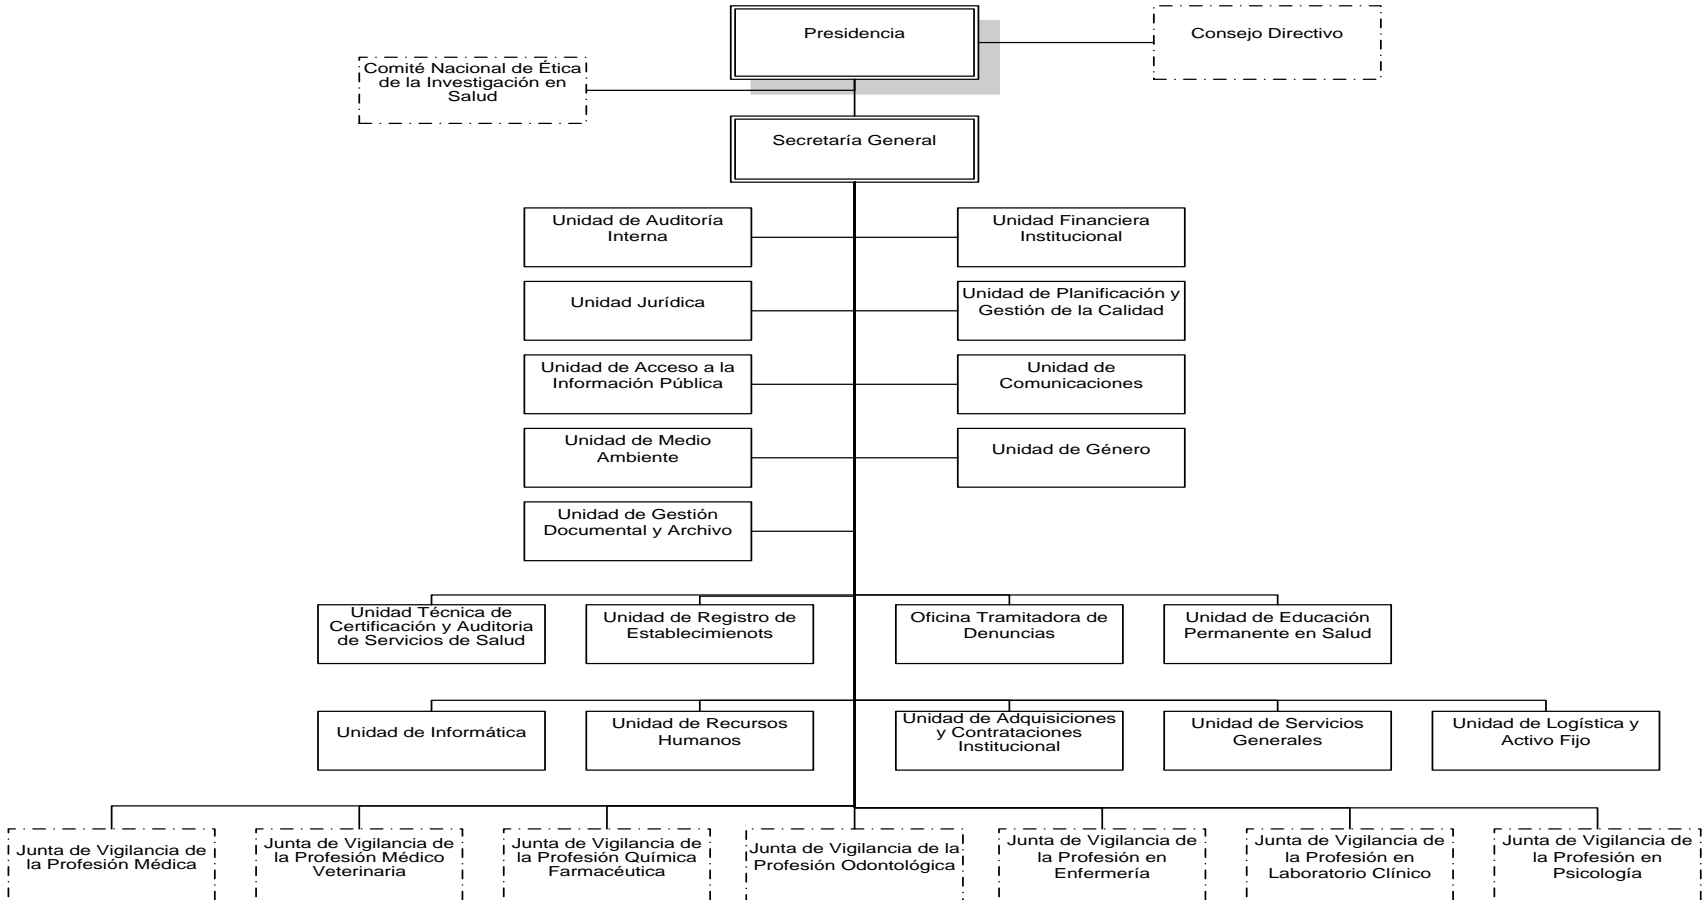 Presidencia
Consejo Directivo
Comité Nacional de Ética
de la Investigación en
Salud
Secretaría General
Unidad de Auditoría
Interna
Unidad Financiera
Institucional
Unidad Jurídica
Unidad de Planificación y
Gestión de la Calidad
Unidad de Acceso a la
Información Pública
Unidad de
Comunicaciones
Unidad de Medio
Ambiente
Unidad de Género
Unidad de Gestión
Documental y Archivo
Unidad Técnica de
Certificación y Auditoria
de Servicios de Salud
Unidad de Registro de
Establecimienots
Oficina Tramitadora de
Denuncias
Unidad de Educación
Permanente en Salud
Unidad de Informática
Unidad de Recursos
Humanos
Unidad de Adquisiciones
y Contrataciones
Institucional
Unidad de Servicios
Generales
Unidad de Logística y
Activo Fijo
Junta de Vigilancia de
la Profesión Médica
Junta de Vigilancia de
la Profesión Médico
Veterinaria
Junta de Vigilancia de
la Profesión Química
Farmacéutica
Junta de Vigilancia de la
Profesión Odontológica
Junta de Vigilancia de
la Profesión en
Enfermería
Junta de Vigilancia de
la Profesión en
Laboratorio Clínico
Junta de Vigilancia de
la Profesión en
Psicología